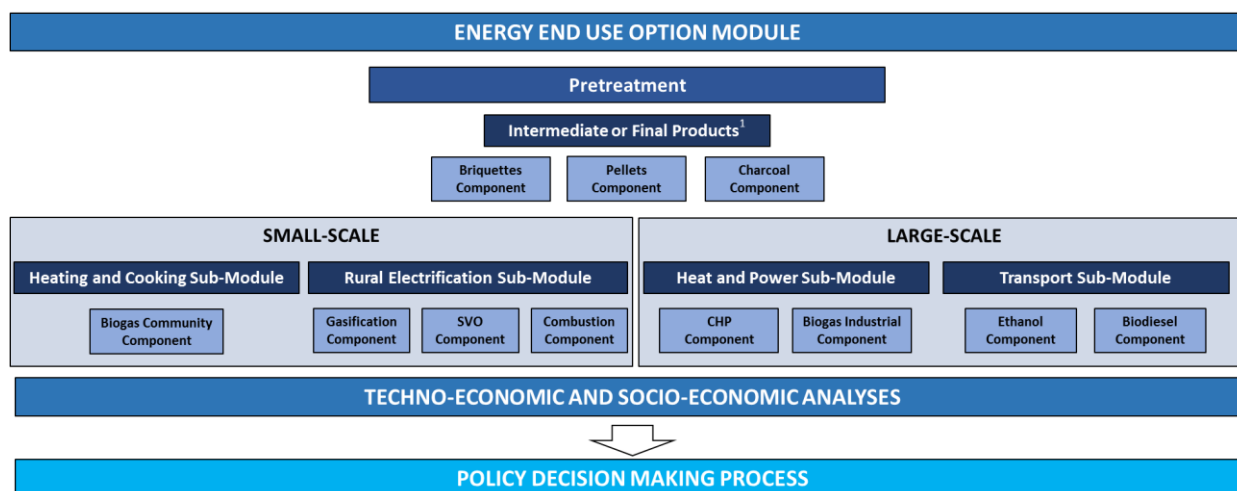 ENERGY END USE OPTION MODULE
Pretreatment
Intermediate or Final Products¹
Briquettes
Component
Pellets
Component
Charcoal
Component
SMALL-SCALE
Heating and Cooking Sub-Module
Biogas Community
Component
Rural Electrification Sub-Module
Gasification
Component
SVO
Component
Combustion
Component
LARGE-SCALE
Heat and Power Sub-Module
CHP
Component
Biogas Industrial
Component
Transport Sub-Module
Ethanol
Component
Biodiesel
Component
TECHNO-ECONOMIC AND SOCIO-ECONOMIC ANALYSES
POLICY DECISION MAKING PROCESS